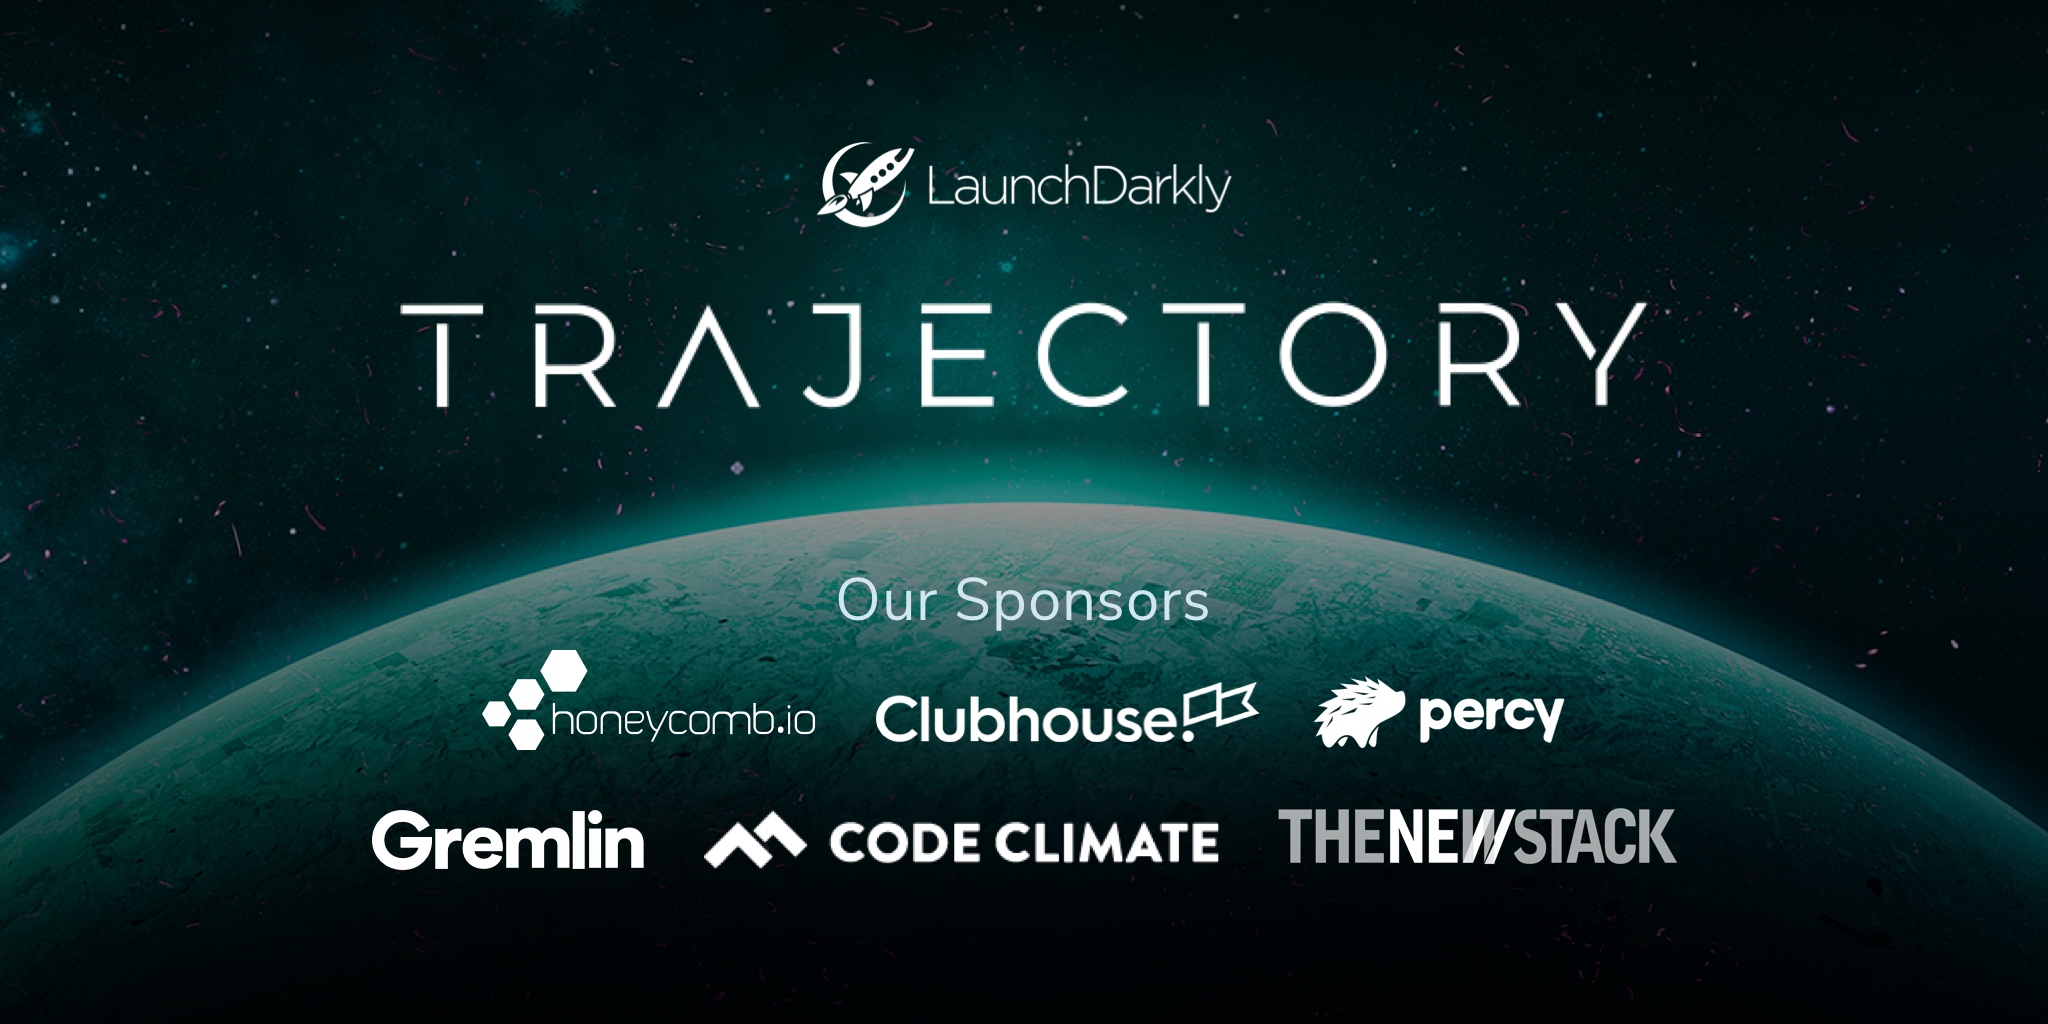 LaunchDarkly
TRAJECTORY
Our Sponsors
honeycomb.io Clubhouse percy
Gremlin CODE CLIMATE THENEWSTACK